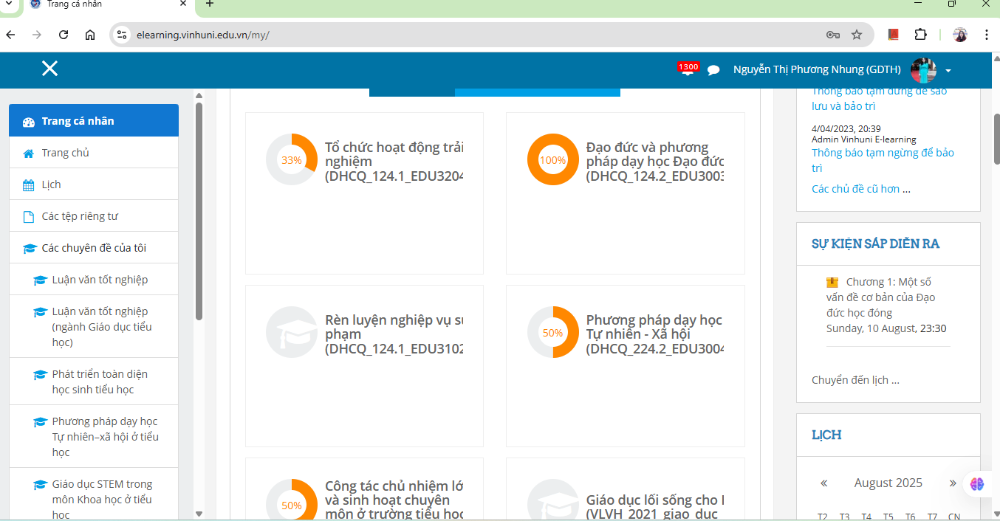 Trang cá nhân
elearning.vinhuni.edu.vn/my/
1300
Nguyễn Thị Phương Nhung (GDTH)
Trang cá nhân
Trang chủ
Lịch
Các tệp riêng tư
Các chuyên đề của tôi
Luận văn tốt nghiệp
Luận văn tốt nghiệp
(ngành Giáo dục tiểu
học)
Phát triển toàn diện
học sinh tiểu học
Phương pháp dạy học
Tự nhiên–xã hội ở tiểu
học
Giáo dục STEM trong
môn Khoa học ở tiểu
học
33%
Tổ chức hoạt động trải
nghiệm
(DHCQ_124.1_EDU3204
100%
Đạo đức và phương
pháp dạy học Đạo đức
(DHCQ_124.2_EDU3003
Rèn luyện nghiệp vụ sư
phạm
(DHCQ_124.1_EDU3102
50%
Phương pháp dạy học
Tự nhiên - Xã hội
(DHCQ_224.2_EDU3004
50%
Công tác chủ nhiệm lớ
và sinh hoạt chuyên
môn ở trường tiểu học
Giáo dục lối sống cho
(VLVH_2021_giao_duc
Thông báo tạm dừng để sao
lưu và bảo trì
4/04/2023, 20:39
Admin Vinhuni E-learning
Thông báo tạm ngừng để bảo
trì
Các chủ đề cũ hơn ...
SỰ KIỆN SẮP DIỄN RA
Chương 1: Một số
vấn đề cơ bản của Đạo
đức học đóng
Sunday, 10 August, 23:30
Chuyển đến lịch ...
LỊCH
« August 2025 »
T2 T3 T4 T5 T6 T7 CN